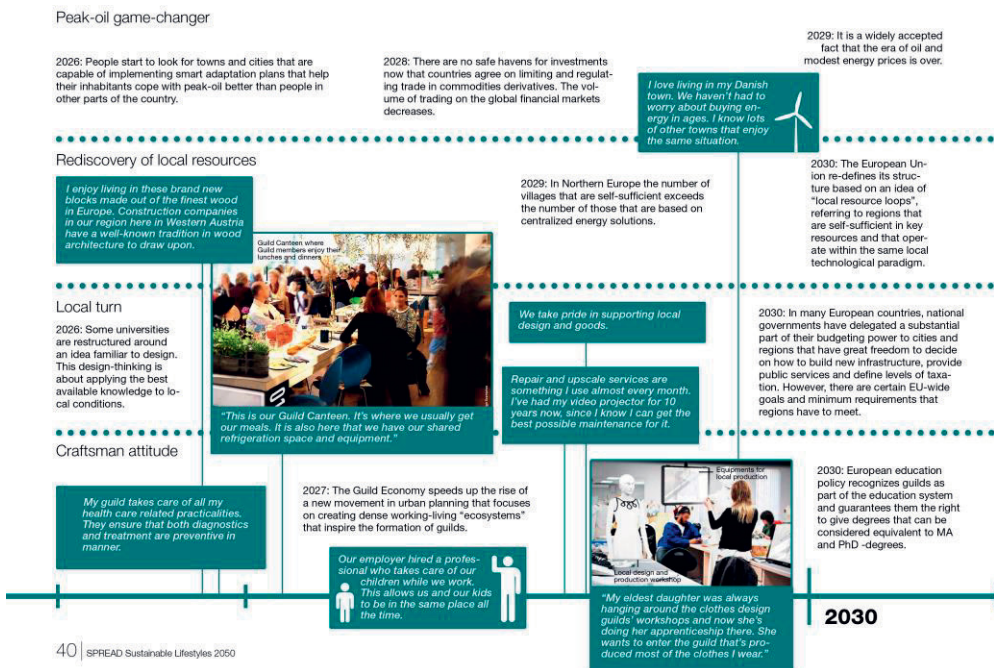 Peak-oil game-changer
2026: People start to look for towns and cities that are
capable of implementing smart adaptation plans that help
their inhabitants cope with peak-oil better than people in
other parts of the country.
2028: There are no safe havens for investments
now that countries agree on limiting and regulat-
ing trade in commodities derivatives. The vol-
ume of trading on the global financial markets
decreases.
2029: It is a widely accepted
fact that the era of oil and
modest energy prices is over.
I love living in my Danish
town. We haven't had to
worry about buying en-
ergy in ages. I know lots
of other towns that enjoy
the same situation.
Rediscovery of local resources
I enjoy living in these brand new
blocks made out of the finest wood
in Europe. Construction companies
in our region here in Western Austria
have a well-known tradition in wood
architecture to draw upon.
2029: In Northern Europe the number of
villages that are self-sufficient exceeds
the number of those that are based on
centralized energy solutions.
2030: The European Un-
ion re-defines its struc-
ture based on an idea of
"local resource loops",
referring to regions that
are self-sufficient in key
resources and that oper-
ate within the same local
technological paradigm.
Guild Canteen where
Guild members enjoy their
lunches and dinners
Local turn
2026: Some universities
are restructured around
an idea familiar to design.
This design-thinking is
about applying the best
available knowledge to lo-
cal conditions.
"This is our Guild Canteen. It's where we usually get
our meals. It is also here that we have our shared
refrigeration space and equipment."
We take pride in supporting local
design and goods.
Repair and upscale services are
something I use almost every month.
I've had my video projector for 10
years now, since I know I can get the
best possible maintenance for it.
2030: In many European countries, national
governments have delegated a substantial
part of their budgeting power to cities and
regions that have great freedom to decide
on how to build new infrastructure, provide
public services and define levels of taxa-
tion. However, there are certain EU-wide
goals and minimum requirements that
regions have to meet.
Craftsman attitude
My guild takes care of all my
health care related practicalities.
They ensure that both diagnostics
and treatment are preventive in
manner.
2027: The Guild Economy speeds up the rise of
a new movement in urban planning that focuses
on creating dense working-living "ecosystems"
that inspire the formation of guilds.
Our employer hired a profes-
sional who takes care of our
children while we work.
This allows us and our kids
to be in the same place all
the time.
Equipments for
local production
Local design and
production workshop
"My eldest daughter was always
hanging around the clothes design
guilds' workshops and now she's
doing her apprenticeship there. She
wants to enter the guild that's pro-
duced most of the clothes I wear."
2030: European education
policy recognizes guilds as
part of the education system
and guarantees them the right
to give degrees that can be
considered equivalent to MA
and PhD -degrees.
2030
40 | SPREAD Sustainable Lifestyles 2050